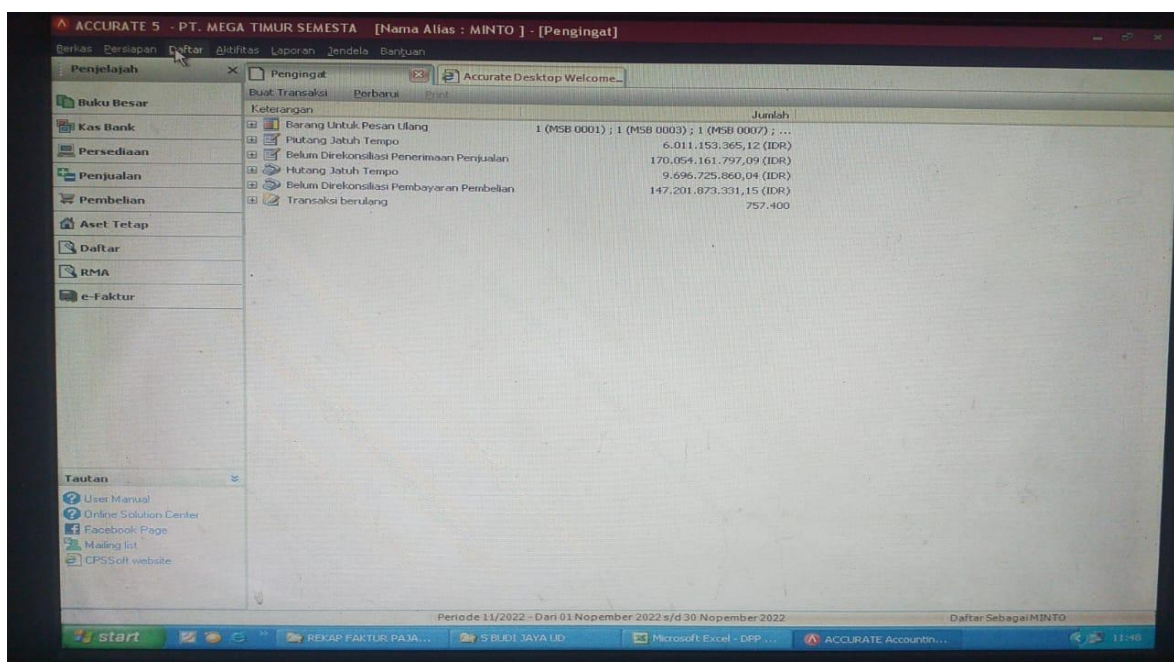 ACCURATE 5 - PT. MEGA TIMUR SEMESTA [Nama Alias : MINTO ] - [Pengingat]
Berkas Persiapan Daftar Aktifitas Laporan Jendela Bantuan
Penjelajah
Pengingat
Accurate Desktop Welcome...
Buat Transaksi Perbarui Print
Keterangan Jumlah
Barang Untuk Pesan Ulang 1 (MSB 0001) ; 1 (MSB 0003) ; 1 (MSB 0007) ; ...
Piutang Jatuh Tempo 6.011.153.365,12 (IDR)
Belum Direkonsiliasi Penerimaan Penjualan 170.054.161.797,09 (IDR)
Hutang Jatuh Tempo 9.696.725.860,04 (IDR)
Belum Direkonsiliasi Pembayaran Pembelian 147.201.873.331,15 (IDR)
Transaksi berulang 757.400
Buku Besar
Kas Bank
Persediaan
Penjualan
Pembelian
Aset Tetap
Daftar
RMA
e-Faktur
Tautan
User Manual
Online Solution Center
Facebook Page
Mailing list
CPSSoft website
Periode 11/2022 - Dari 01 Nopember 2022 s/d 30 Nopember 2022
Daftar Sebagai MINTO
start
REKAP FAKTUR PAJA...
S BUDI JAYA UD
Microsoft Excel - DPP ...
ACCURATE Accountin...
11:48